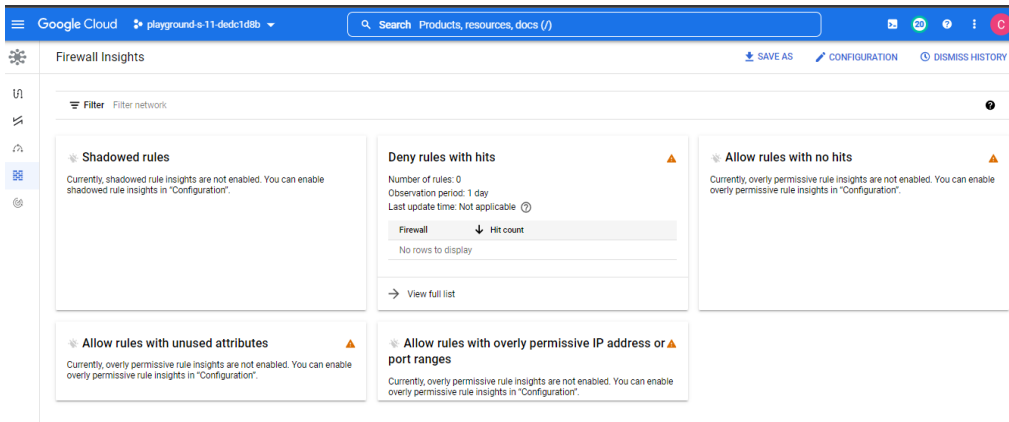 Google Cloud playground-s-11-dedc1d8b Search Products, resources, docs (/) 20 C
Firewall Insights SAVE AS CONFIGURATION DISMISS HISTORY
Filter Filter network
Shadowed rules
Currently, shadowed rule insights are not enabled. You can enable
shadowed rule insights in "Configuration".
Deny rules with hits
Number of rules: 0
Observation period: 1 day
Last update time: Not applicable
Firewall Hit count
No rows to display
View full list
Allow rules with no hits
Currently, overly permissive rule insights are not enabled. You can enable
overly permissive rule insights in "Configuration".
Allow rules with unused attributes
Currently, overly permissive rule insights are not enabled. You can enable
overly permissive rule insights in "Configuration".
Allow rules with overly permissive IP address or
port ranges
Currently, overly permissive rule insights are not enabled. You can enable
overly permissive rule insights in "Configuration".